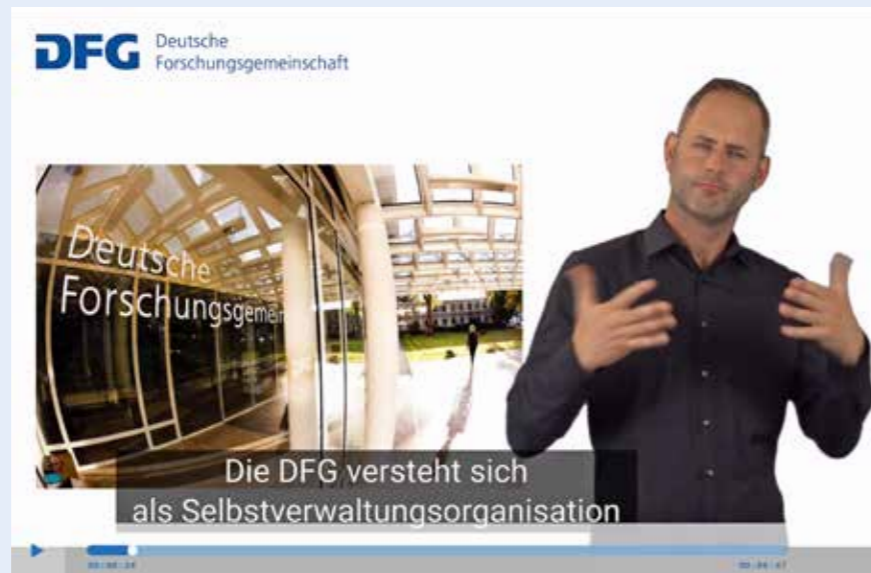 DFG
Deutsche
Forschungsgemeinschaft
Deutsche
Forschungsgemein
Die DFG versteht sich
als Selbstverwaltungsorganisation